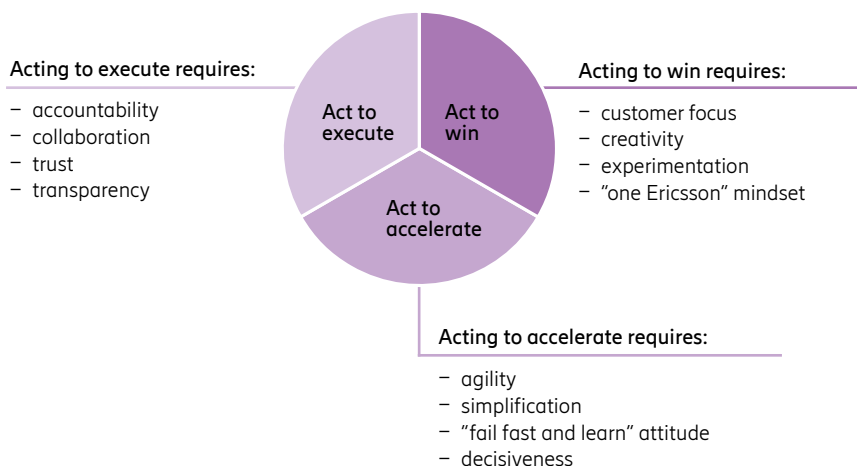 Acting to execute requires:
– accountability
– collaboration
– trust
– transparency
Act to
execute
Act to
win
Act to
accelerate
Acting to win requires:
– customer focus
– creativity
– experimentation
– ”one Ericsson” mindset
Acting to accelerate requires:
– agility
– simplification
– ”fail fast and learn” attitude
– decisiveness